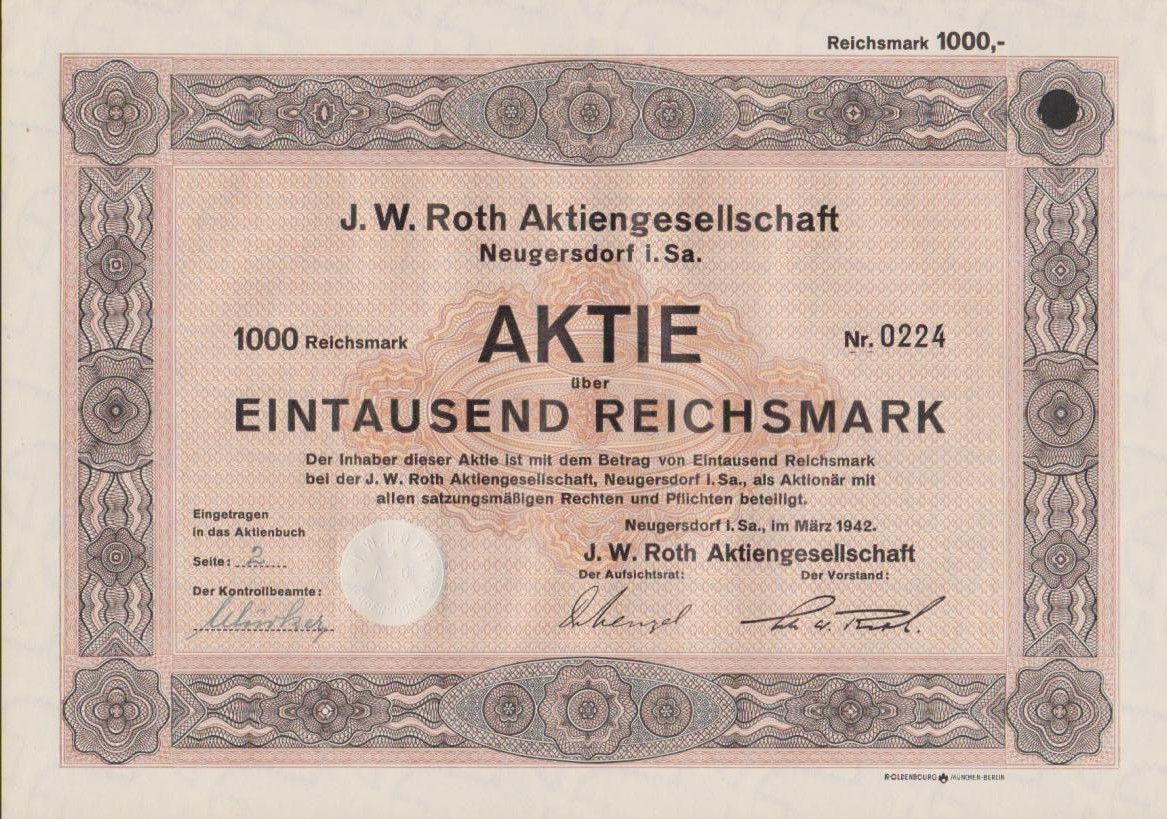 Reichsmark 1000,-
J. W. Roth Aktiengesellschaft
Neugersdorf i. Sa.
1000 Reichsmark
AKTIE
Nr. 0224
über
EINTAUSEND REICHSMARK
Der Inhaber dieser Aktie ist mit dem Betrag von Eintausend Reichsmark
bei der J. W. Roth Aktiengesellschaft, Neugersdorf i. Sa., als Aktionär mit
allen satzungsmäßigen Rechten und Pflichten beteiligt.
Eingetragen
in das Aktienbuch
Seite: 2
Der Kontrollbeamte:
Neugersdorf i. Sa., im März 1942.
J. W. Roth Aktiengesellschaft
Der Aufsichtsrat:
Der Vorstand:
J. W. ROTH
A G
R·OLDENBOURG MÜNCHEN-BERLIN